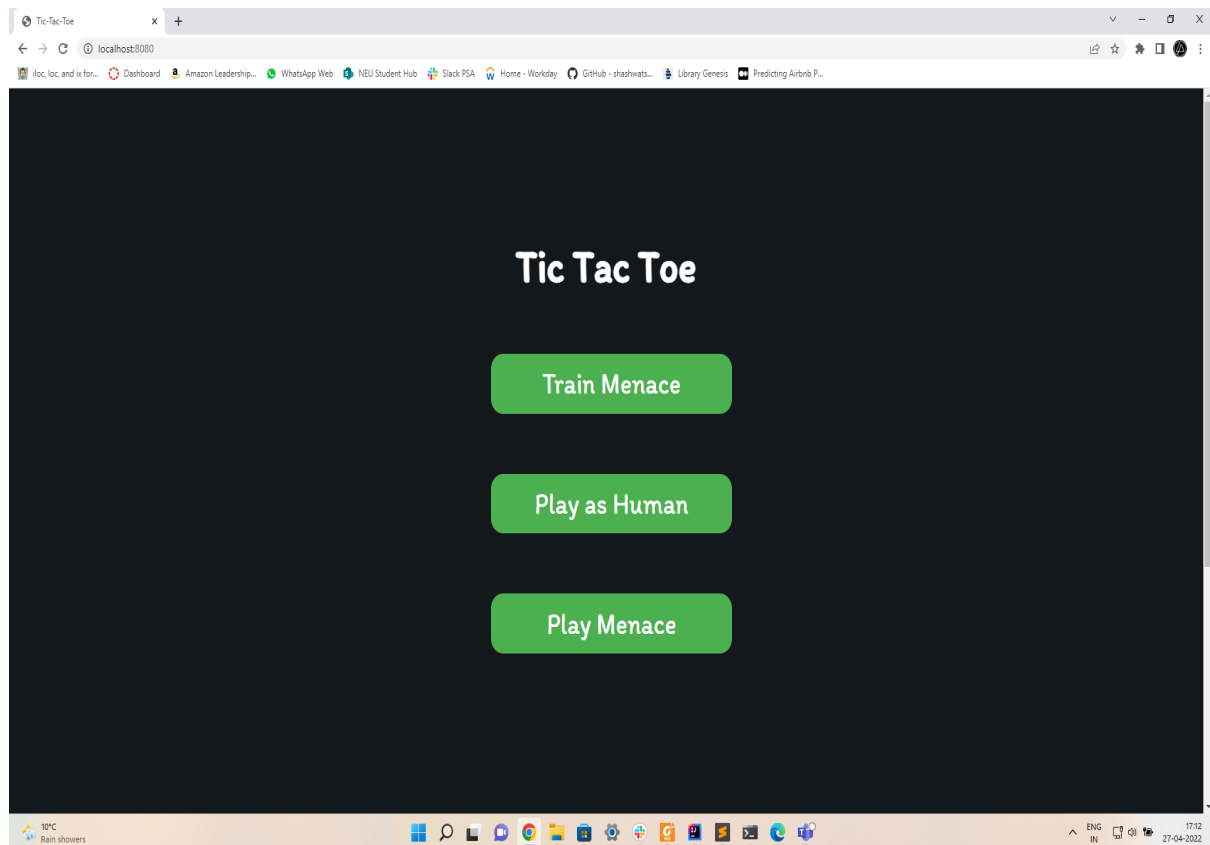 Tic-Tac-Toe
localhost:8080
iloc, loc, and ix for... Dashboard Amazon Leadership... WhatsApp Web NEU Student Hub Slack PSA Home - Workday GitHub - shashwats... Library Genesis Predicting Airbnb P...
Tic Tac Toe
Train Menace
Play as Human
Play Menace
10°C
Rain showers
ENG
IN
17:12
27-04-2022